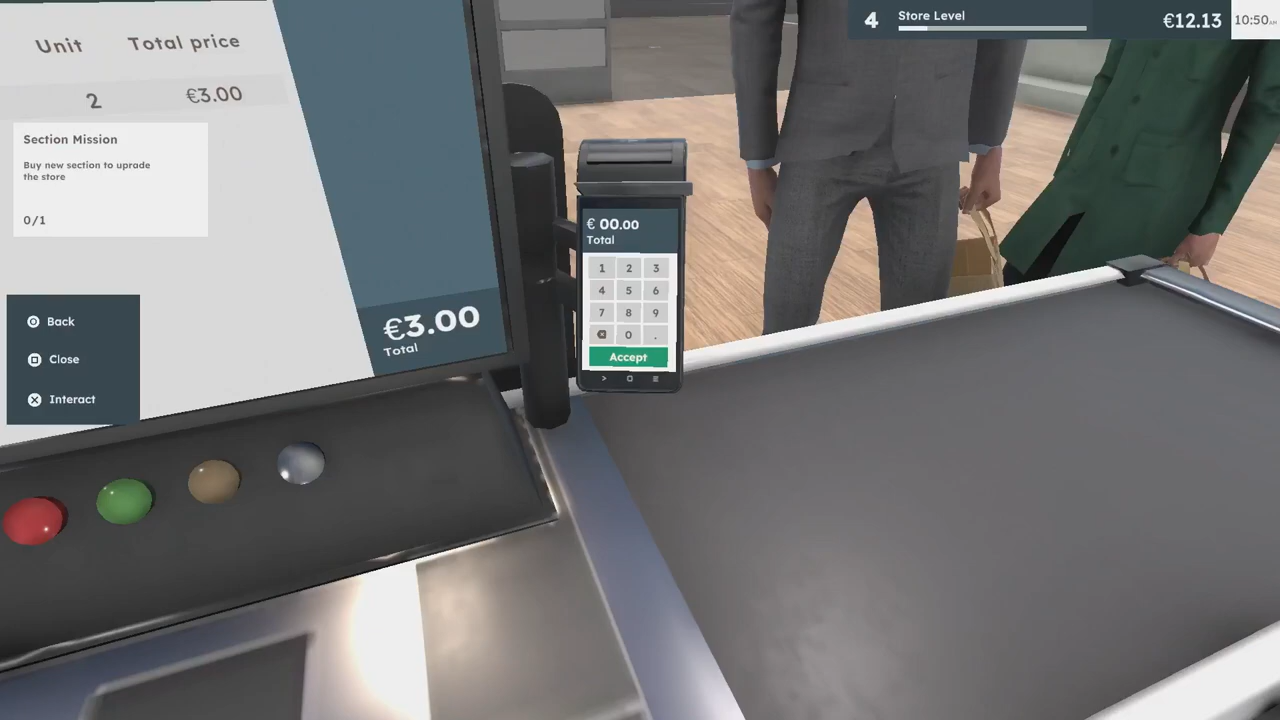 4 Store Level €12.13 10:50 AM
Unit Total price
2 €3.00
Section Mission
Buy new section to uprade
the store
0/1
Back
Close
Interact
€3.00
Total
€ 00.00
Total
1 2 3
4 5 6
7 8 9
0 .
Accept